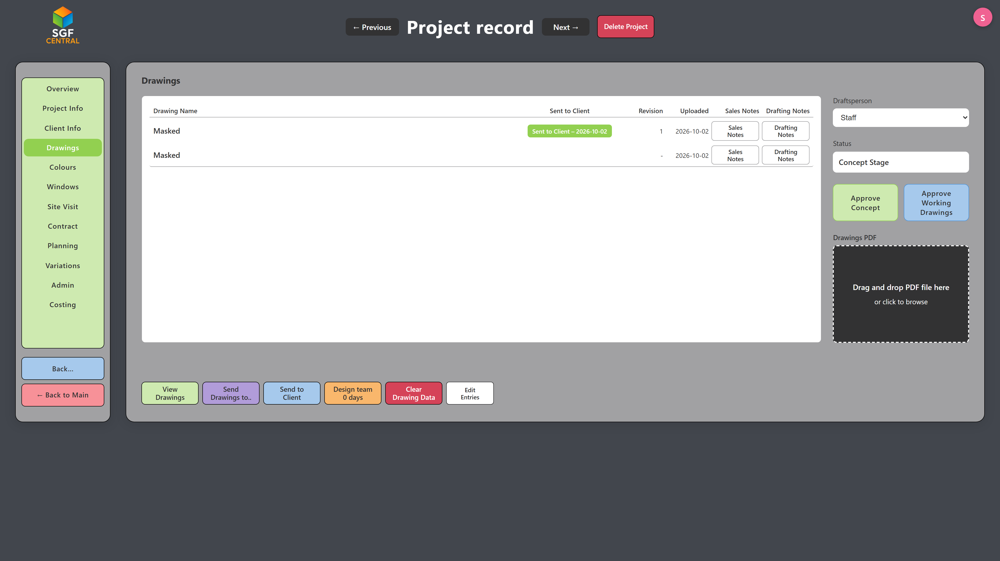 SGF
CENTRAL
← Previous
Project record
Next →
Delete Project
S
Overview
Project Info
Client Info
Drawings
Colours
Windows
Site Visit
Contract
Planning
Variations
Admin
Costing
Back...
← Back to Main
Drawings
Drawing Name Sent to Client Revision Uploaded Sales Notes Drafting Notes
Masked Sent to Client – 2026-10-02 1 2026-10-02 Sales Notes Drafting Notes
Masked - 2026-10-02 Sales Notes Drafting Notes
Draftsperson
Staff
Status
Concept Stage
Approve
Concept
Approve
Working
Drawings
Drawings PDF
Drag and drop PDF file here
or click to browse
View
Drawings
Send
Drawings to..
Send to
Client
Design team
0 days
Clear
Drawing Data
Edit
Entries